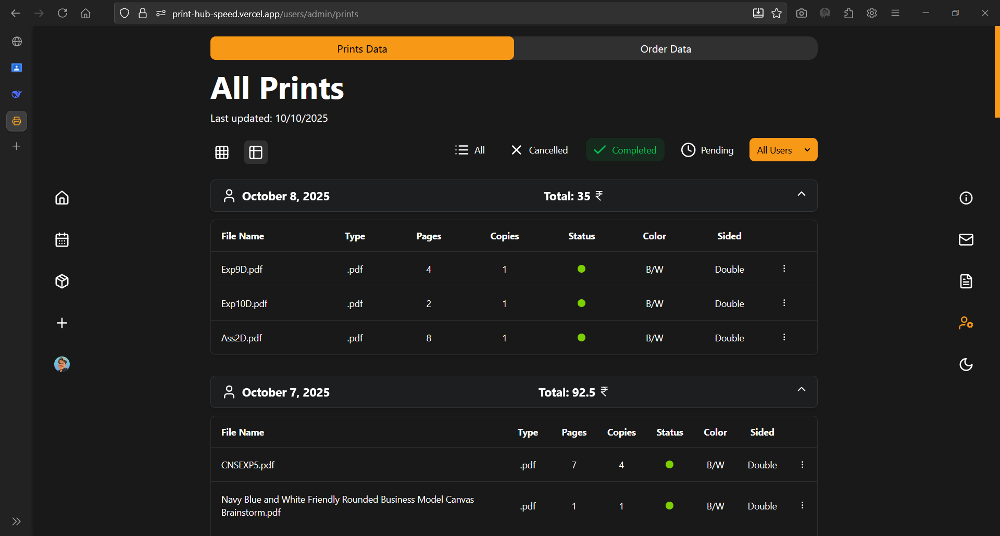 print-hub-speed.vercel.app/users/admin/prints
Prints Data
Order Data
All Prints
Last updated: 10/10/2025
All
Cancelled
Completed
Pending
All Users
October 8, 2025
Total: 35 ₹
File Name Type Pages Copies Status Color Sided
Exp9D.pdf .pdf 4 1 B/W Double
Exp10D.pdf .pdf 2 1 B/W Double
Ass2D.pdf .pdf 8 1 B/W Double
October 7, 2025
Total: 92.5 ₹
File Name Type Pages Copies Status Color Sided
CNSEXP5.pdf .pdf 7 4 B/W Double
Navy Blue and White Friendly Rounded Business Model Canvas
Brainstorm.pdf .pdf 1 1 B/W Double